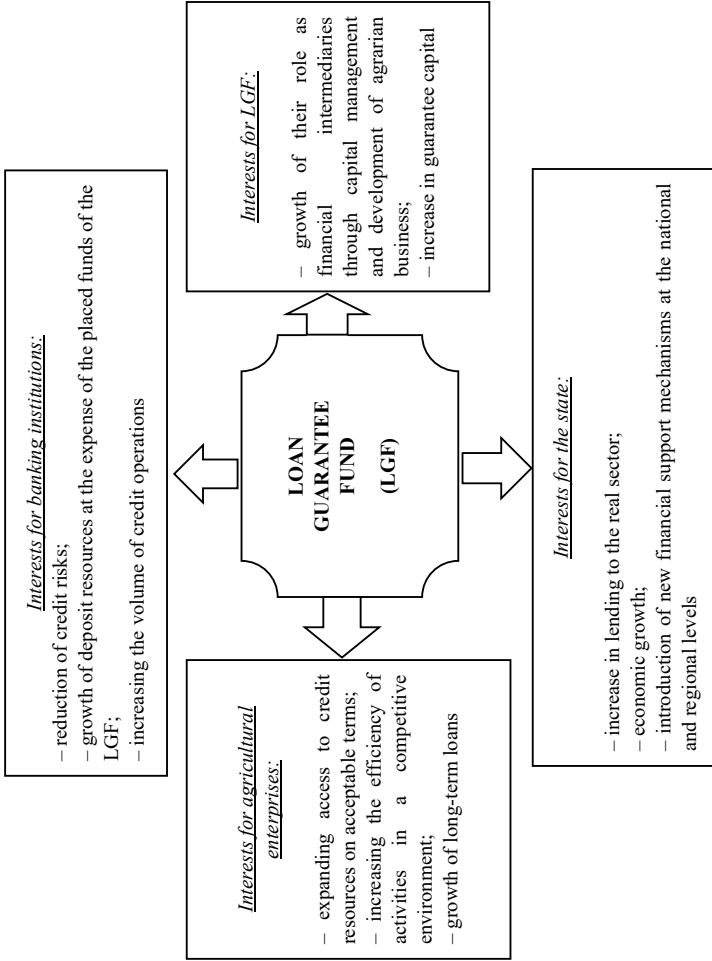 Interests for banking institutions:
– reduction of credit risks;
– growth of deposit resources at the expense of the placed funds of the
LGF;
– increasing the volume of credit operations
Interests for agricultural
enterprises:
– expanding access to credit
resources on acceptable terms;
– increasing the efficiency of
activities in a competitive
environment;
– growth of long-term loans
LOAN
GUARANTEE
FUND
(LGF)
Interests for LGF:
– growth of their role as
financial intermediaries
through capital management
and development of agrarian
business;
– increase in guarantee capital
Interests for the state:
– increase in lending to the real sector;
– economic growth;
– introduction of new financial support mechanisms at the national
and regional levels